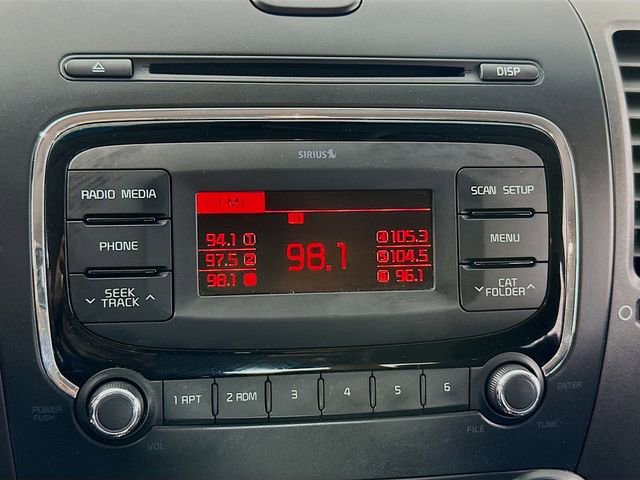 DISP
SIRIUS
RADIO MEDIA
PHONE
SEEK
TRACK
FM1
94.1 1
97.5 2
98.1 3
98.1
4 105.3
5 104.5
6 96.1
SCAN SETUP
MENU
CAT
FOLDER
POWER
PUSH
VOL
1 RPT
2 RDM
3
4
5
6
ENTER
FILE
TUNE